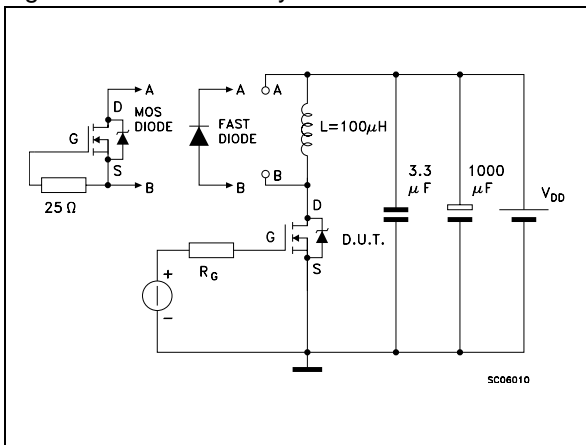 A
D
MOS
DIODE
G
S
B
25 Ω
A
FAST
DIODE
B
A
L=100μH
B
D
G
D.U.T.
S
RG
+
-
3.3
μF
1000
μF
VDD
SC06010